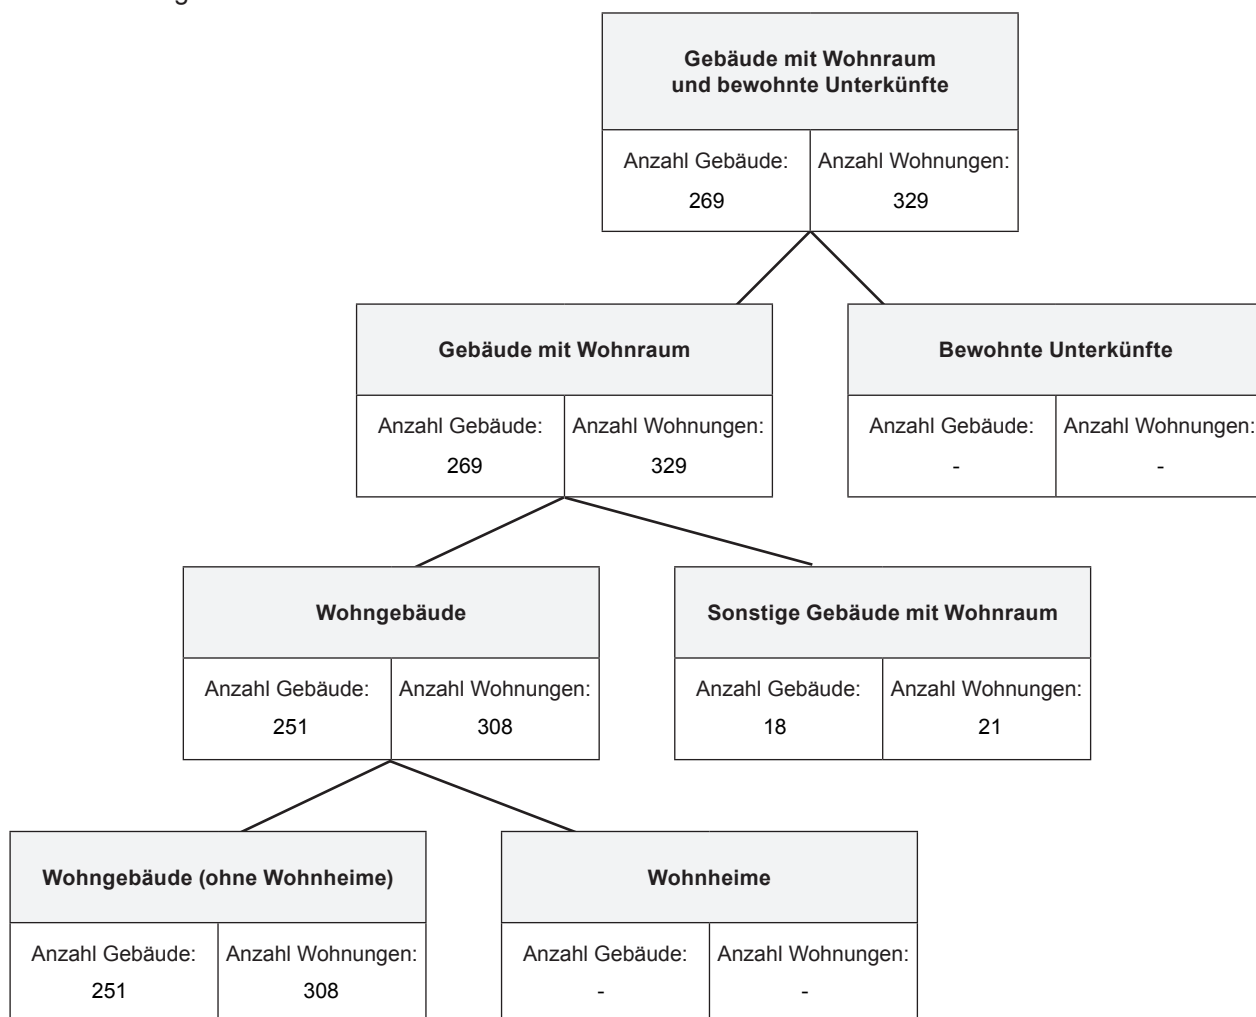 Gebäude mit Wohnraum
und bewohnte Unterkünfte
Anzahl Gebäude:
269
Anzahl Wohnungen:
329
Gebäude mit Wohnraum
Anzahl Gebäude:
269
Anzahl Wohnungen:
329
Bewohnte Unterkünfte
Anzahl Gebäude:
-
Anzahl Wohnungen:
-
Wohngebäude
Anzahl Gebäude:
251
Anzahl Wohnungen:
308
Sonstige Gebäude mit Wohnraum
Anzahl Gebäude:
18
Anzahl Wohnungen:
21
Wohngebäude (ohne Wohnheime)
Anzahl Gebäude:
251
Anzahl Wohnungen:
308
Wohnheime
Anzahl Gebäude:
-
Anzahl Wohnungen:
-